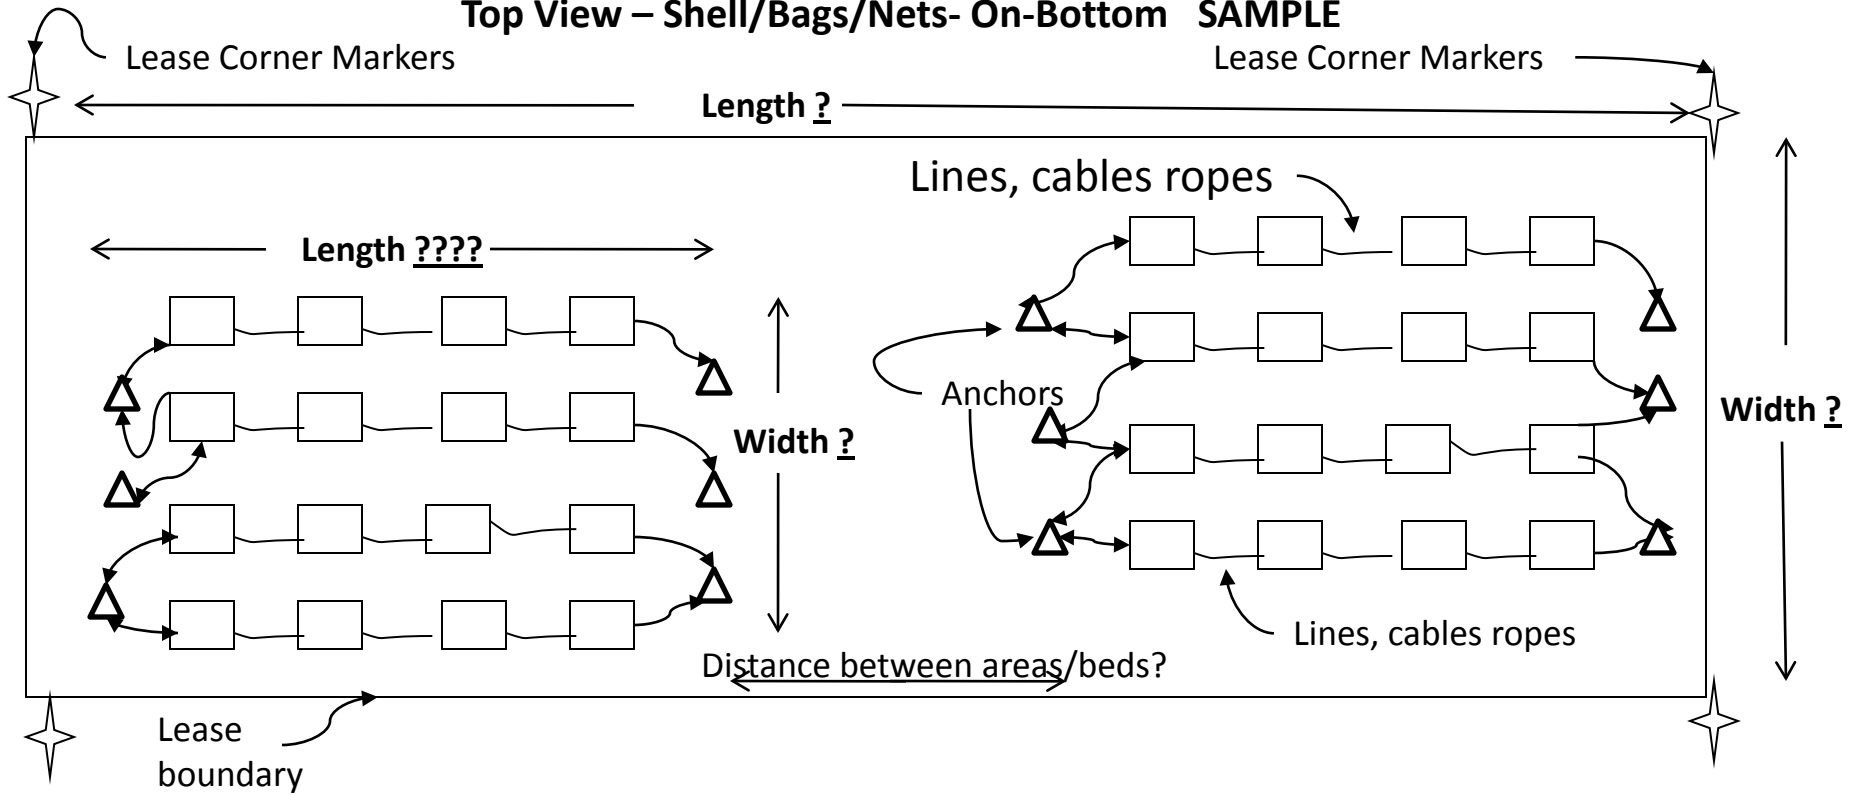 Top View – Shell/Bags/Nets- On-Bottom SAMPLE
Lease Corner Markers
Lease Corner Markers
Length ?
Lines, cables ropes
Length ????
Anchors
Width ?
Width ?
Lines, cables ropes
Distance between areas/beds?
Lease
boundary